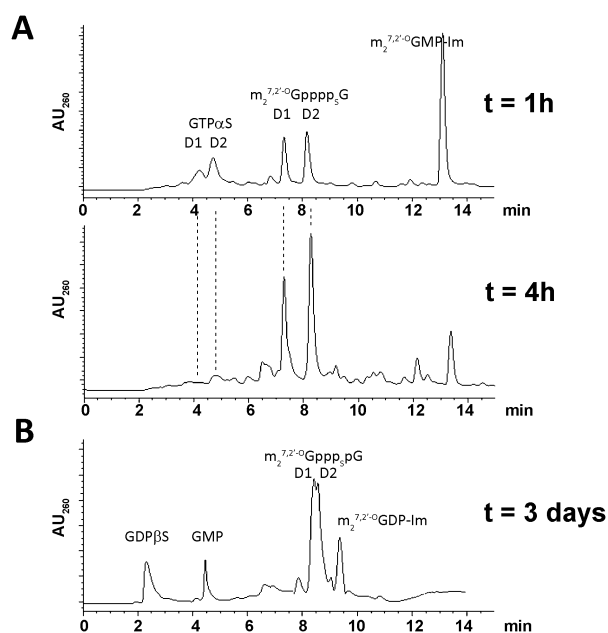 A
m₂⁷,²'⁻ᴼGMP-Im
m₂⁷,²'⁻ᴼGppppₛG
GTPαS
D1 D2
D1 D2
t = 1h
AU₂₆₀
0 2 4 6 8 10 12 14 min
t = 4h
AU₂₆₀
0 2 4 6 8 10 12 14 min
B
m₂⁷,²'⁻ᴼGpppₛpG
D1 D2
m₂⁷,²'⁻ᴼGDP-Im
GDPβS GMP
t = 3 days
AU₂₆₀
0 2 4 6 8 10 12 14 min